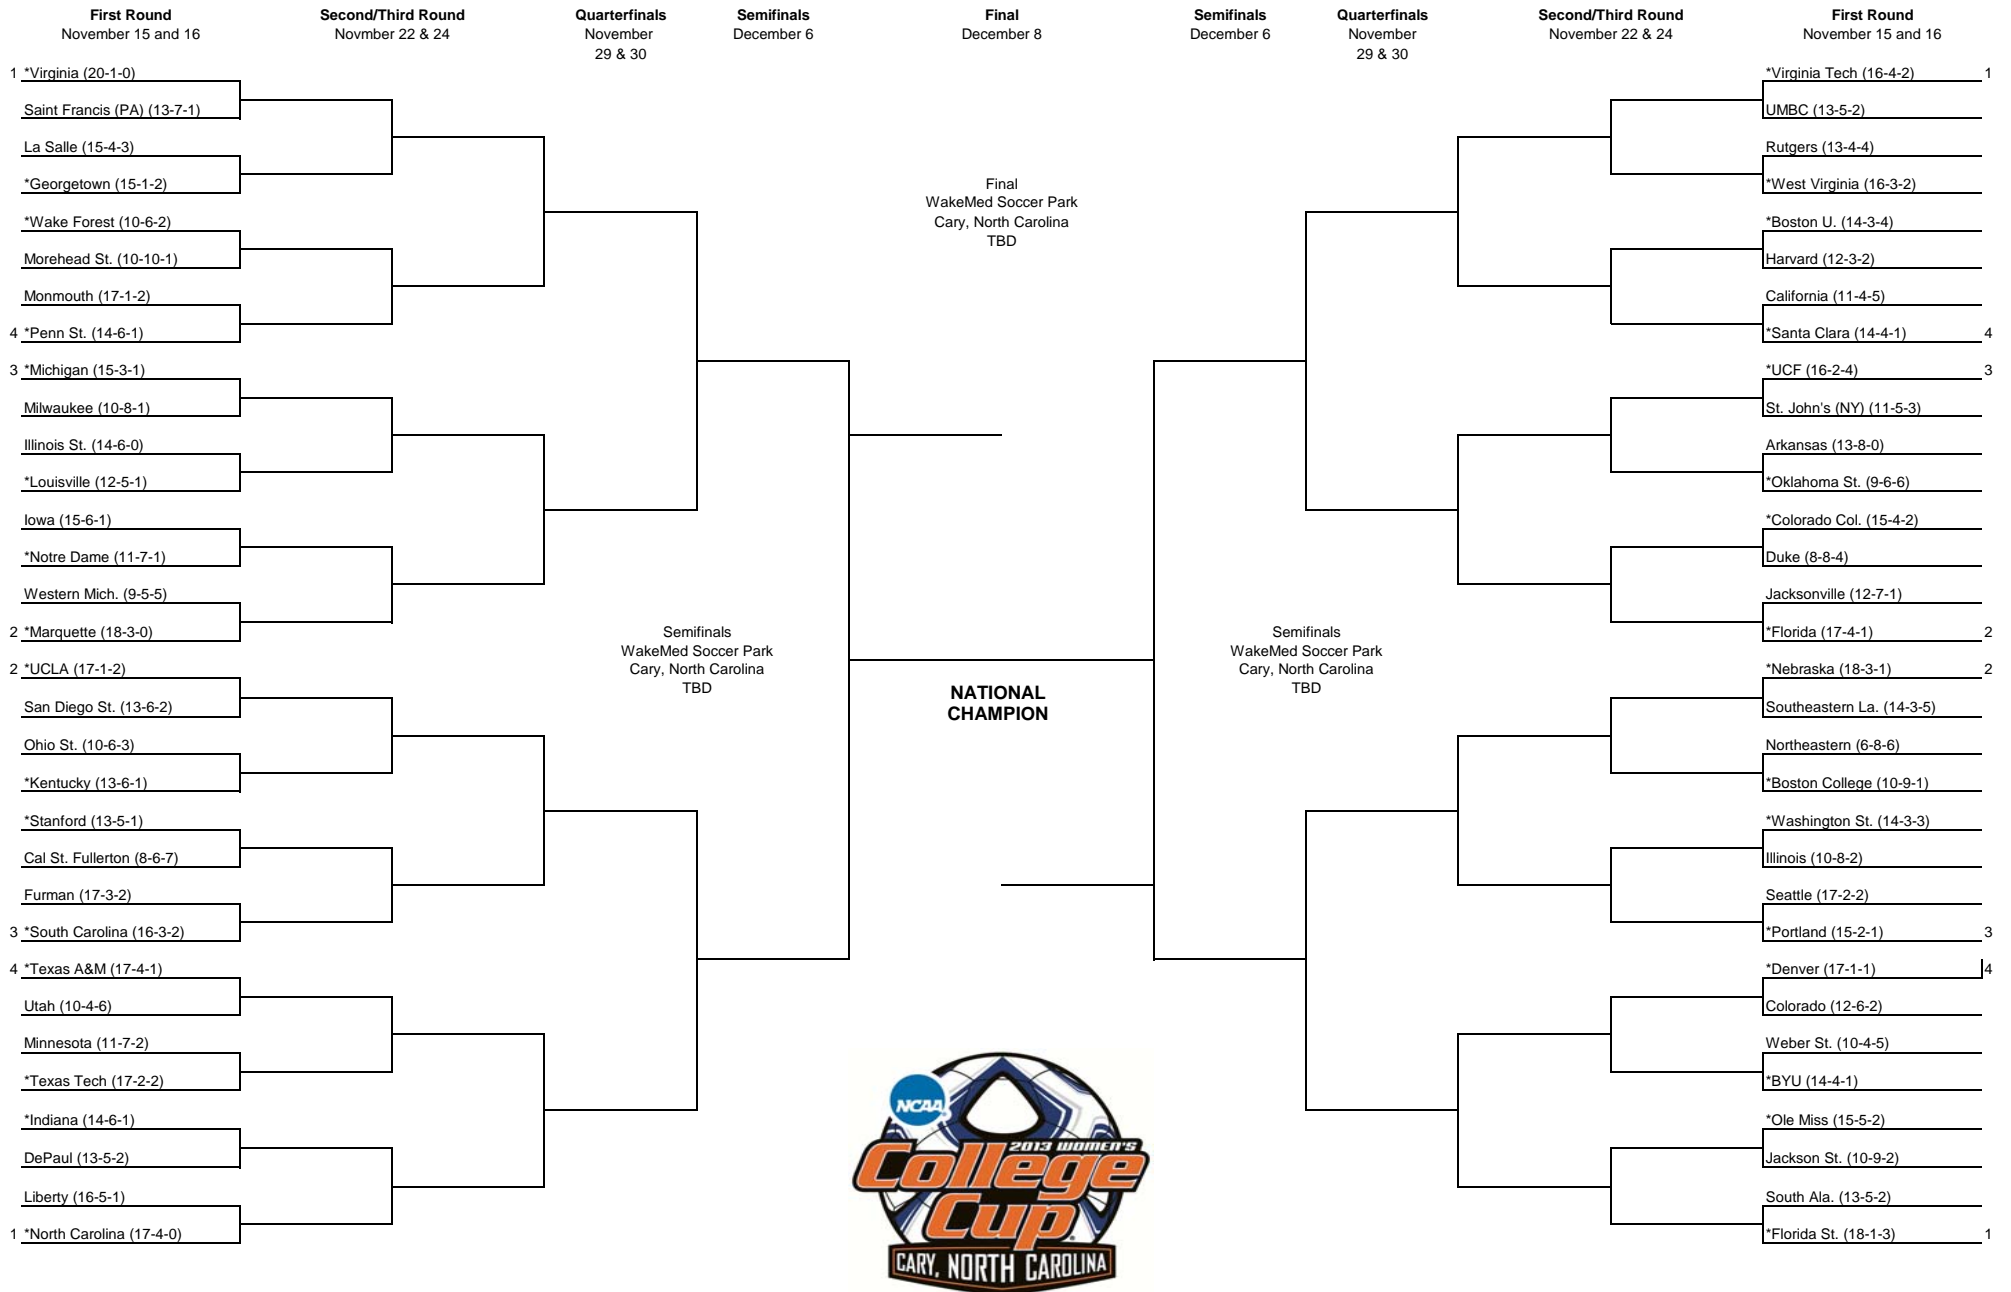 First Round
November 15 and 16
Second/Third Round
Novmber 22 & 24
Quarterfinals
November
29 & 30
Semifinals
December 6
Final
December 8
Semifinals
December 6
Quarterfinals
November
29 & 30
Second/Third Round
November 22 & 24
First Round
November 15 and 16
1 *Virginia (20-1-0)
Saint Francis (PA) (13-7-1)
La Salle (15-4-3)
*Georgetown (15-1-2)
*Wake Forest (10-6-2)
Morehead St. (10-10-1)
Monmouth (17-1-2)
4 *Penn St. (14-6-1)
3 *Michigan (15-3-1)
Milwaukee (10-8-1)
Illinois St. (14-6-0)
*Louisville (12-5-1)
Iowa (15-6-1)
*Notre Dame (11-7-1)
Western Mich. (9-5-5)
2 *Marquette (18-3-0)
2 *UCLA (17-1-2)
San Diego St. (13-6-2)
Ohio St. (10-6-3)
*Kentucky (13-6-1)
*Stanford (13-5-1)
Cal St. Fullerton (8-6-7)
Furman (17-3-2)
3 *South Carolina (16-3-2)
4 *Texas A&M (17-4-1)
Utah (10-4-6)
Minnesota (11-7-2)
*Texas Tech (17-2-2)
*Indiana (14-6-1)
DePaul (13-5-2)
Liberty (16-5-1)
1 *North Carolina (17-4-0)
Semifinals
WakeMed Soccer Park
Cary, North Carolina
TBD
Final
WakeMed Soccer Park
Cary, North Carolina
TBD
NATIONAL
CHAMPION
NCAA
2013 WOMEN'S
College
Cup
CARY, NORTH CAROLINA
Semifinals
WakeMed Soccer Park
Cary, North Carolina
TBD
*Virginia Tech (16-4-2) 1
UMBC (13-5-2)
Rutgers (13-4-4)
*West Virginia (16-3-2)
*Boston U. (14-3-4)
Harvard (12-3-2)
California (11-4-5)
*Santa Clara (14-4-1) 4
*UCF (16-2-4) 3
St. John's (NY) (11-5-3)
Arkansas (13-8-0)
*Oklahoma St. (9-6-6)
*Colorado Col. (15-4-2)
Duke (8-8-4)
Jacksonville (12-7-1)
*Florida (17-4-1) 2
*Nebraska (18-3-1) 2
Southeastern La. (14-3-5)
Northeastern (6-8-6)
*Boston College (10-9-1)
*Washington St. (14-3-3)
Illinois (10-8-2)
Seattle (17-2-2)
*Portland (15-2-1) 3
*Denver (17-1-1) 4
Colorado (12-6-2)
Weber St. (10-4-5)
*BYU (14-4-1)
*Ole Miss (15-5-2)
Jackson St. (10-9-2)
South Ala. (13-5-2)
*Florida St. (18-1-3) 1